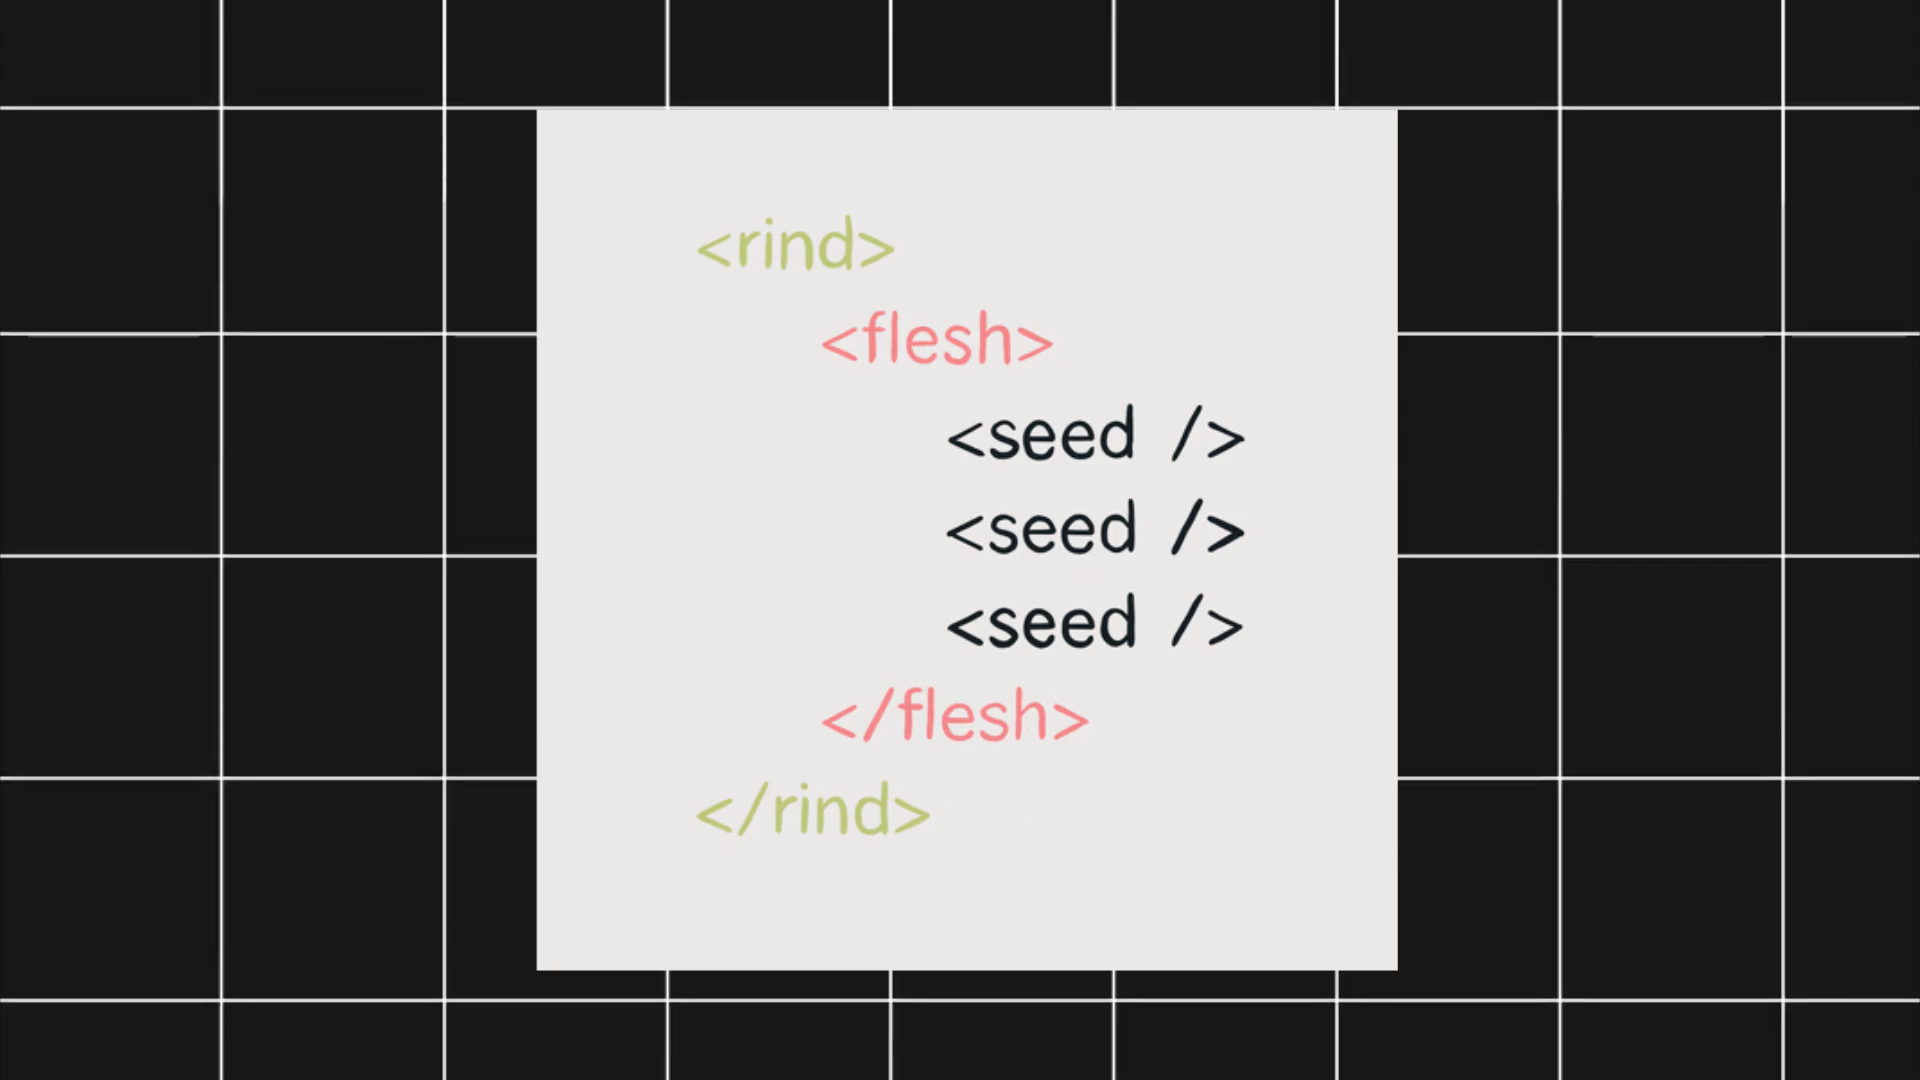 <rind>
<flesh>
<seed />
<seed />
<seed />
</flesh>
</rind>